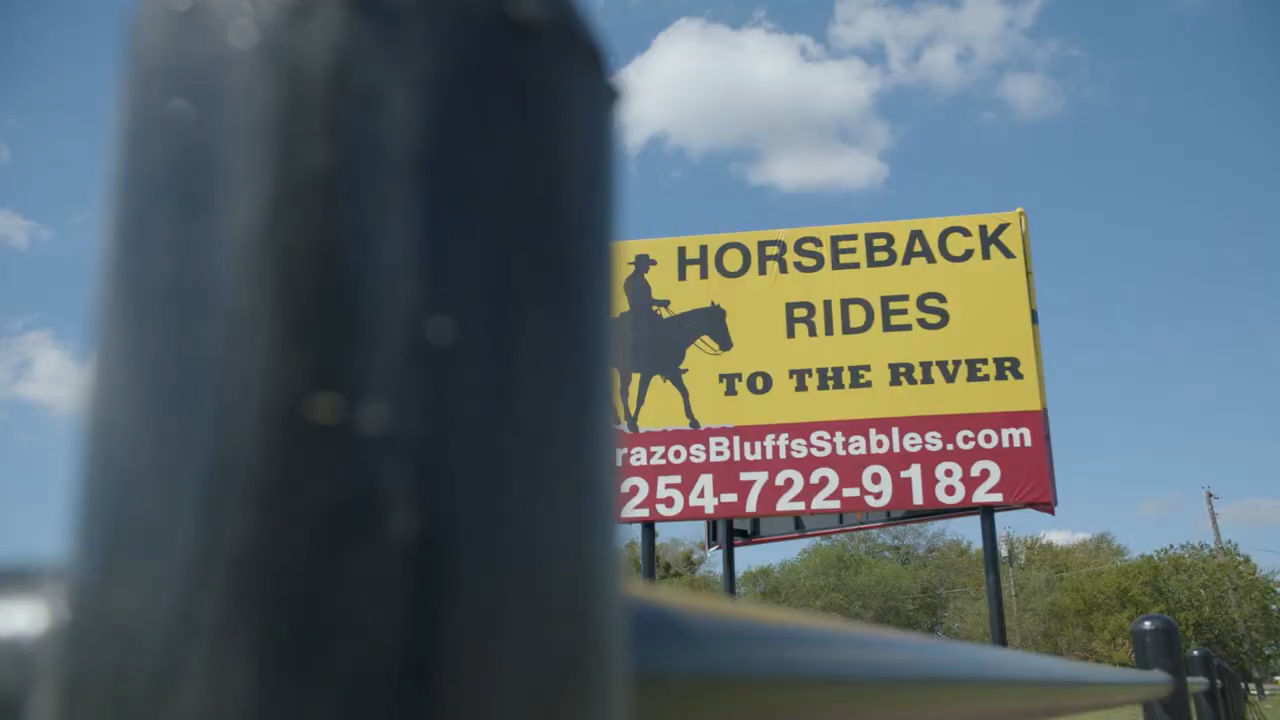 HORSEBACK
RIDES
TO THE RIVER
razosBluffsStables.com
254-722-9182